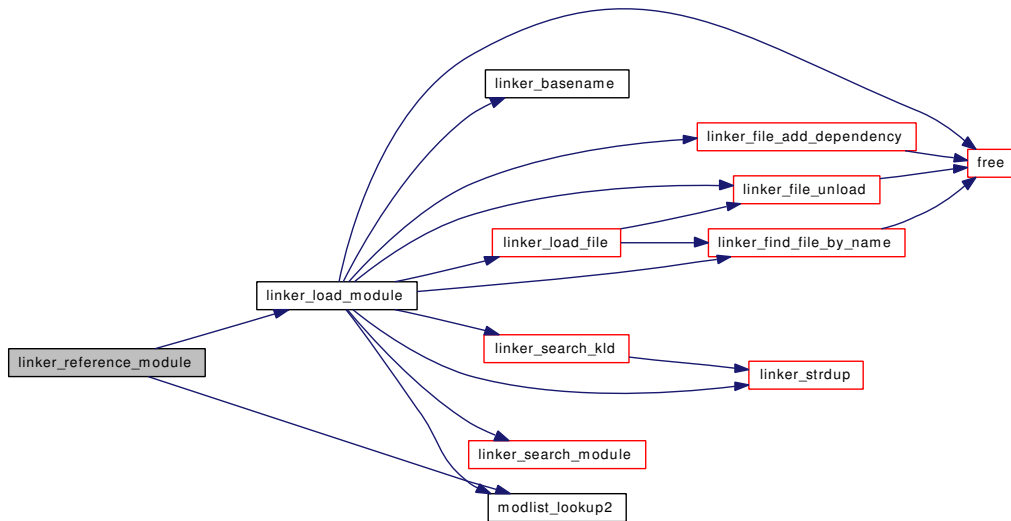 linker_basename
linker_file_add_dependency
free
linker_file_unload
linker_load_file
linker_find_file_by_name
linker_load_module
linker_search_kld
linker_reference_module
linker_strdup
linker_search_module
modlist_lookup2